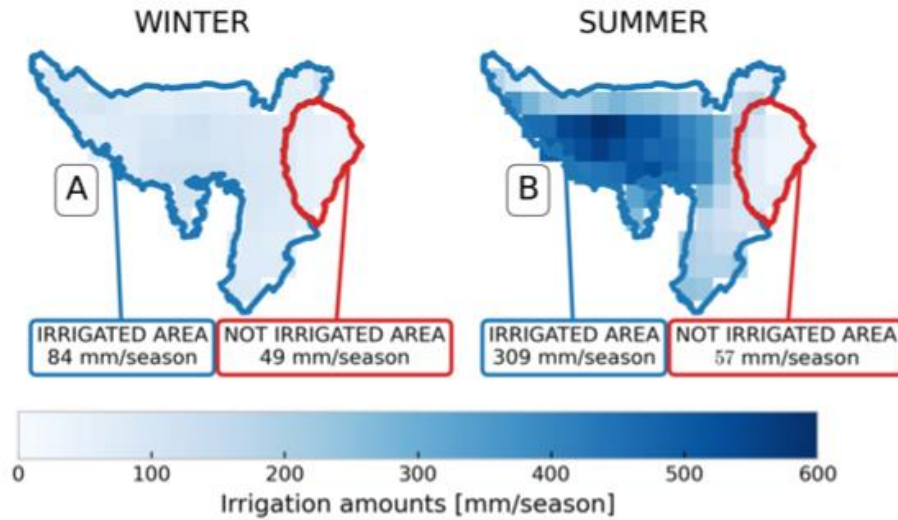 WINTER
SUMMER
A
B
IRRIGATED AREA
84 mm/season
NOT IRRIGATED AREA
49 mm/season
IRRIGATED AREA
309 mm/season
NOT IRRIGATED AREA
57 mm/season
0 100 200 300 400 500 600
Irrigation amounts [mm/season]